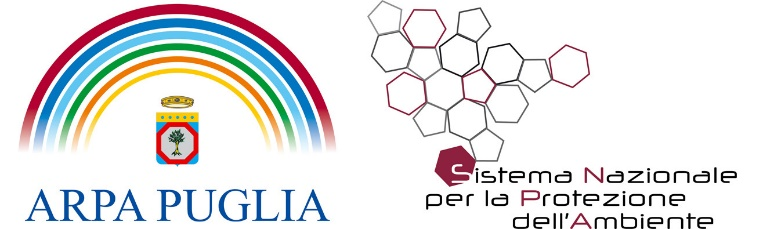 ARPA PUGLIA
Sistema Nazionale
per la Protezione
dell'Ambiente